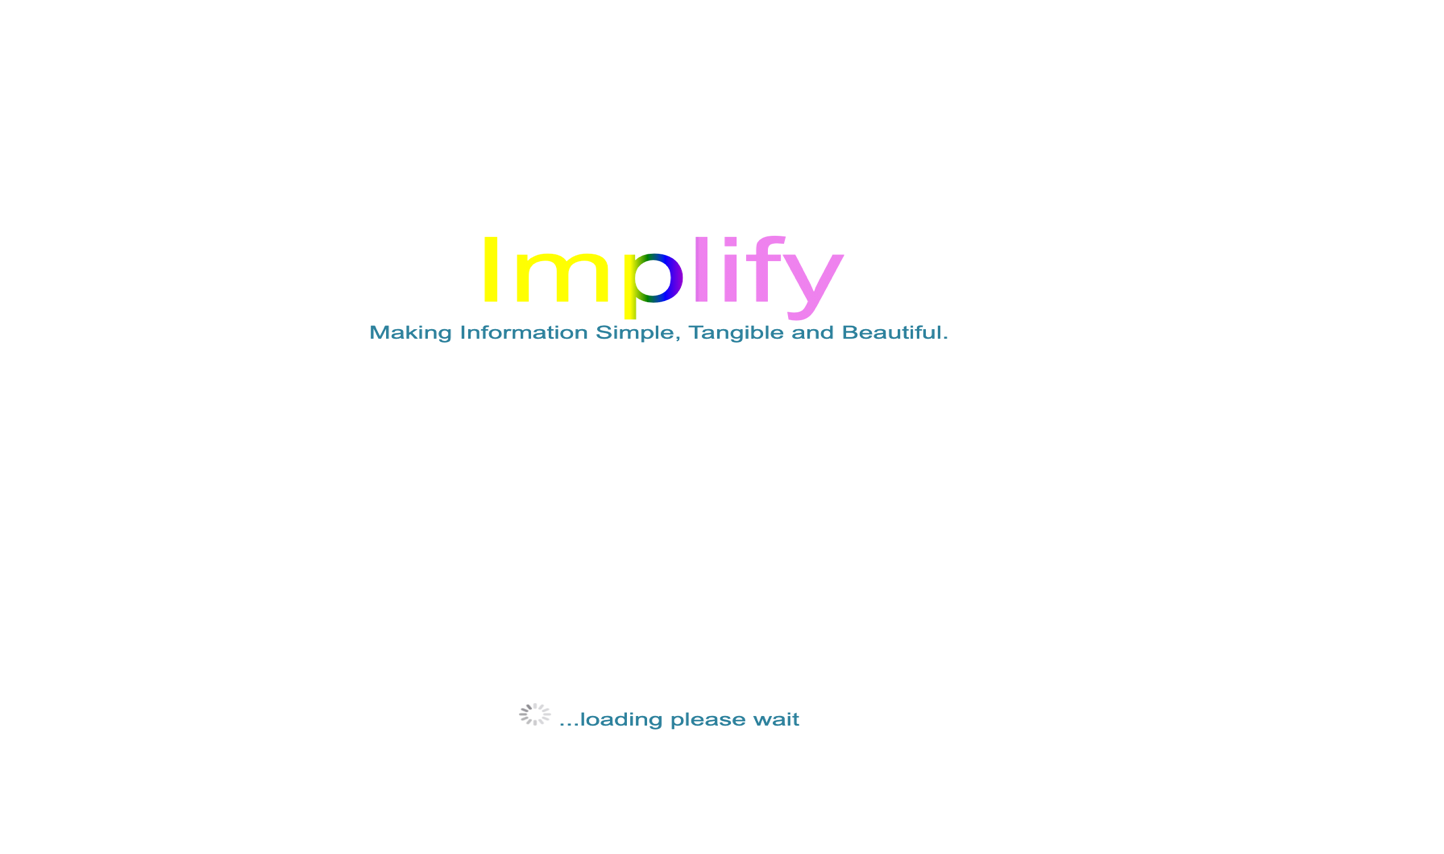 Implify
Making Information Simple, Tangible and Beautiful.
...loading please wait